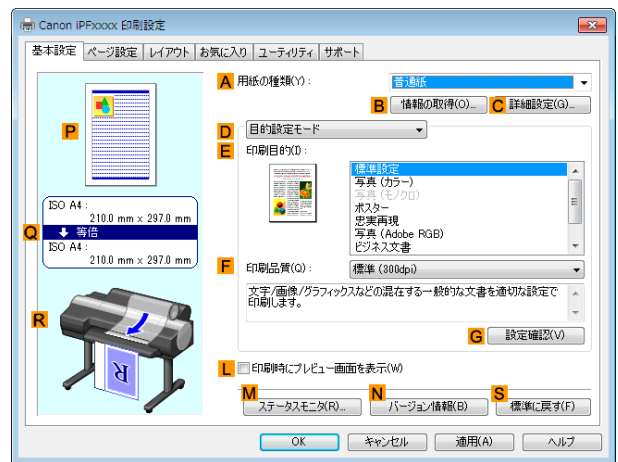 Canon iPFxxxx 印刷設定
基本設定 ページ設定 レイアウト お気に入り ユーティリティ サポート
A 用紙の種類(Y): 普通紙
B 情報の取得(O)... C 詳細設定(G)...
P
D 目的設定モード
E 印刷目的(I):
標準設定
写真 (カラー)
写真 (モノクロ)
ポスター
忠実再現
写真 (Adobe RGB)
ビジネス文書
ISO A4 :
210.0 mm x 297.0 mm
Q 等倍
ISO A4 :
210.0 mm x 297.0 mm
F 印刷品質(Q): 標準 (300dpi)
文字/画像/グラフィックスなどの混在する一般的な文書を適切な設定で
印刷します。
R
G 設定確認(V)
R
L 印刷時にプレビュー画面を表示(W)
M N S
ステータスモニタ(R)... バージョン情報(B) 標準に戻す(F)
OK キャンセル 適用(A) ヘルプ